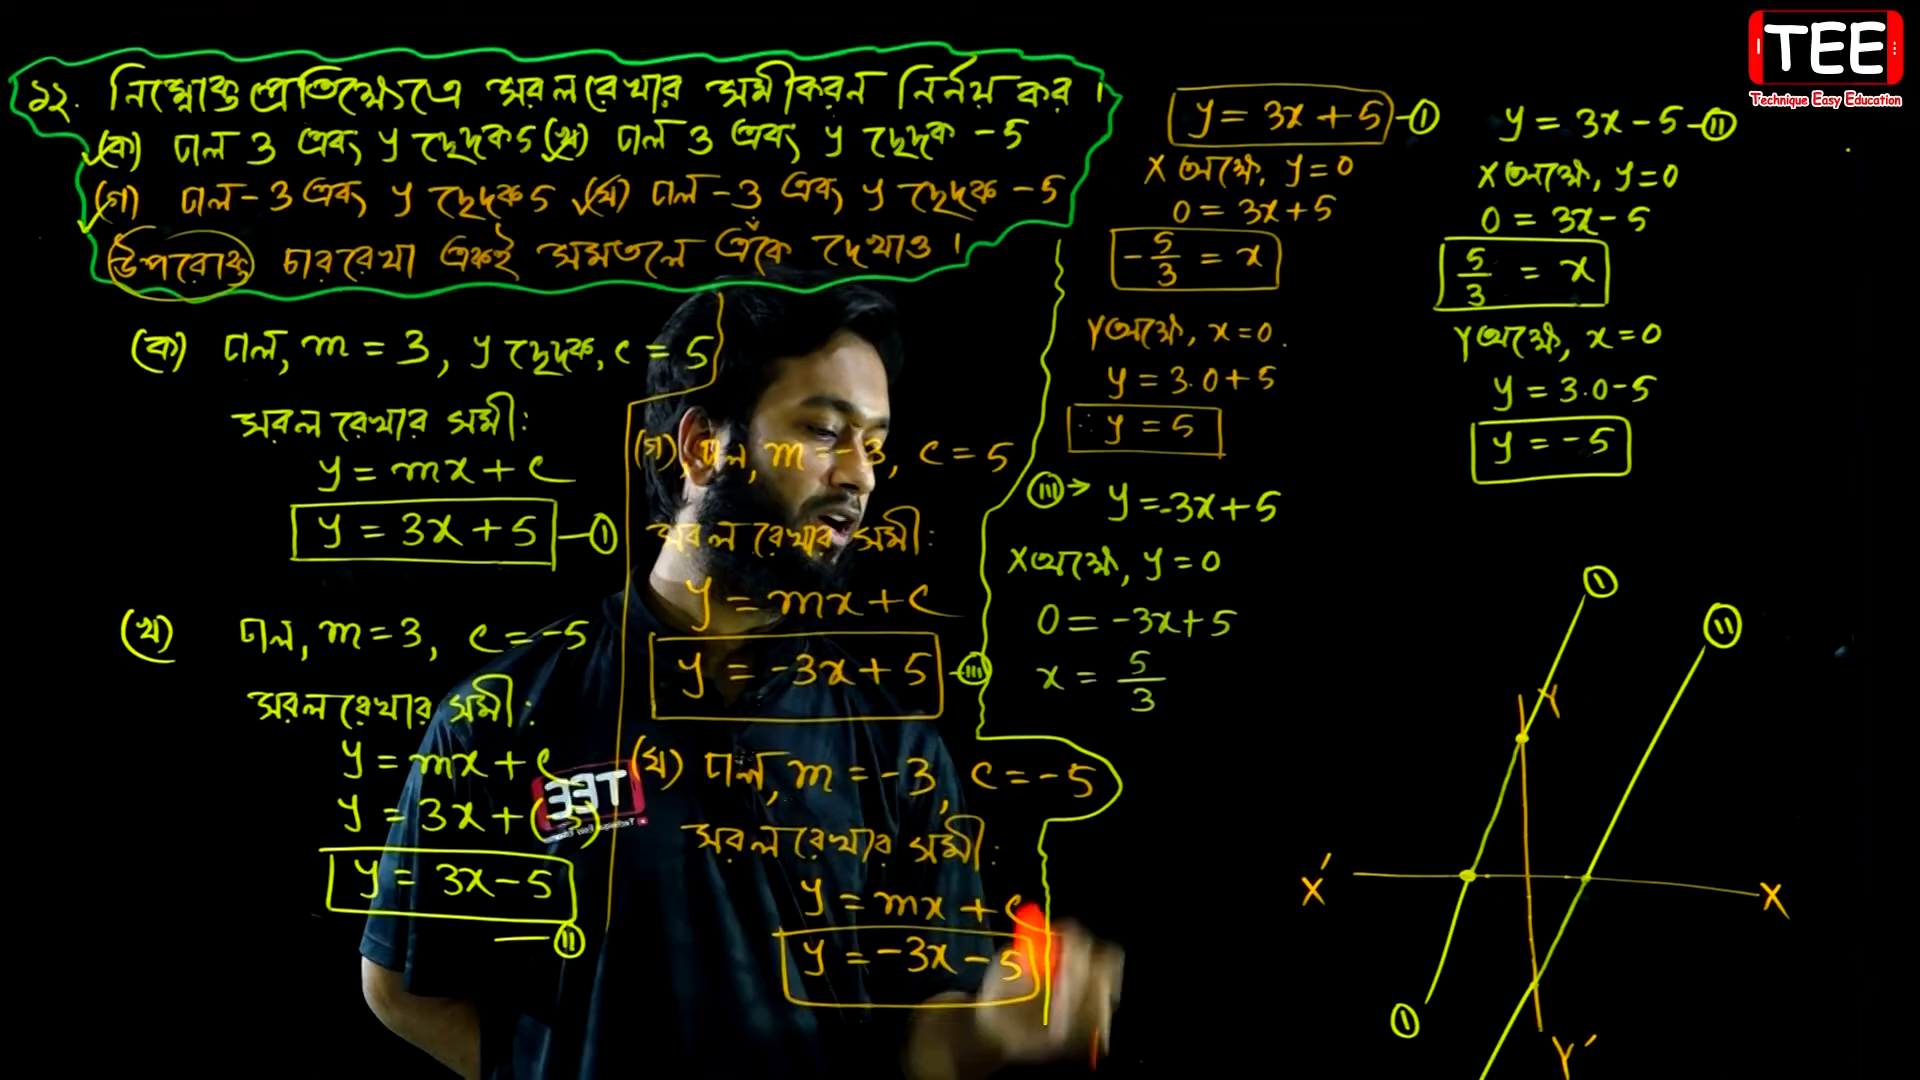 ১২. নিম্নোক্ত প্রতিক্ষেত্রে সরলরেখার সমীকরন নির্নয় কর ।
(ক) ঢাল 3 এবং y ছেদক 5 (খ) ঢাল 3 এবং y ছেদক -5
(গ) ঢাল -3 এবং y ছেদক 5 (ঘ) ঢাল -3 এবং y ছেদক -5
উপরোক্ত চাররেখা একই সমতলে এঁকে দেখাও ।
(ক) ঢাল, m = 3, y ছেদক, c = 5
সরলরেখার সমী:
y = mx + c
y = 3x + 5 —(I)
(খ) ঢাল, m = 3, c = -5
সরলরেখার সমী:
y = mx + c
y = 3x + (-5)
y = 3x - 5
—(II)
(গ) ঢাল, m = -3, c = 5
সরলরেখার সমী:
y = mx + c
y = -3x + 5 —(III)
(ঘ) ঢাল, m = -3, c = -5
সরলরেখার সমী:
y = mx + c
y = -3x - 5
y = 3x + 5 —(I)
X অক্ষে, y = 0
0 = 3x + 5
-5/3 = x
Y অক্ষে, x = 0.
y = 3.0 + 5
y = 5
(III) → y = -3x + 5
X অক্ষে, y = 0
0 = -3x + 5
x = 5/3
y = 3x - 5 —(II)
X অক্ষে, y = 0
0 = 3x - 5
5/3 = x
Y অক্ষে, x = 0
y = 3.0 - 5
y = -5
(I)
(II)
Y
X′
X
(I)
Y′
TEE
Technique Easy Education
TEE